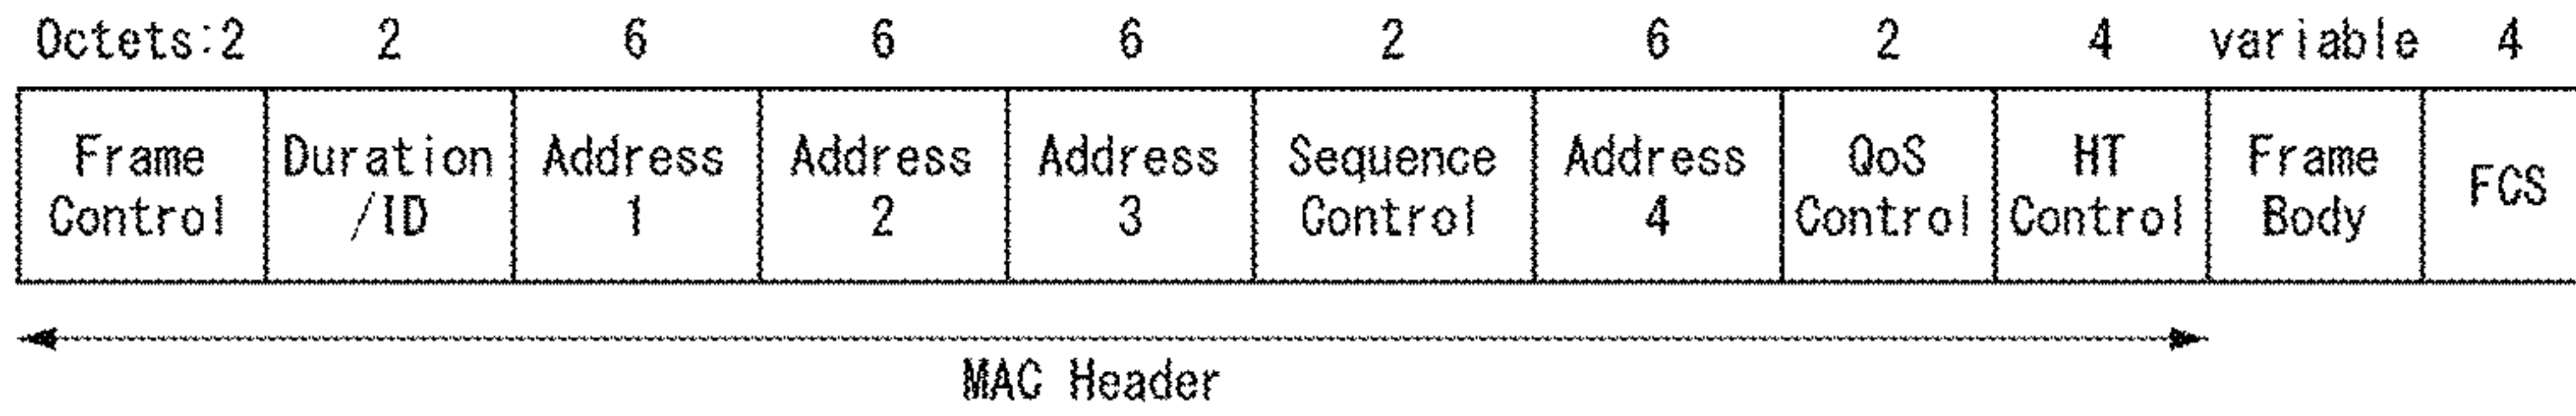 Octets:2 2 6 6 6 2 6 2 4 variable 4
Frame Control Duration /ID Address 1 Address 2 Address 3 Sequence Control Address 4 QoS Control HT Control Frame Body FCS
MAC Header